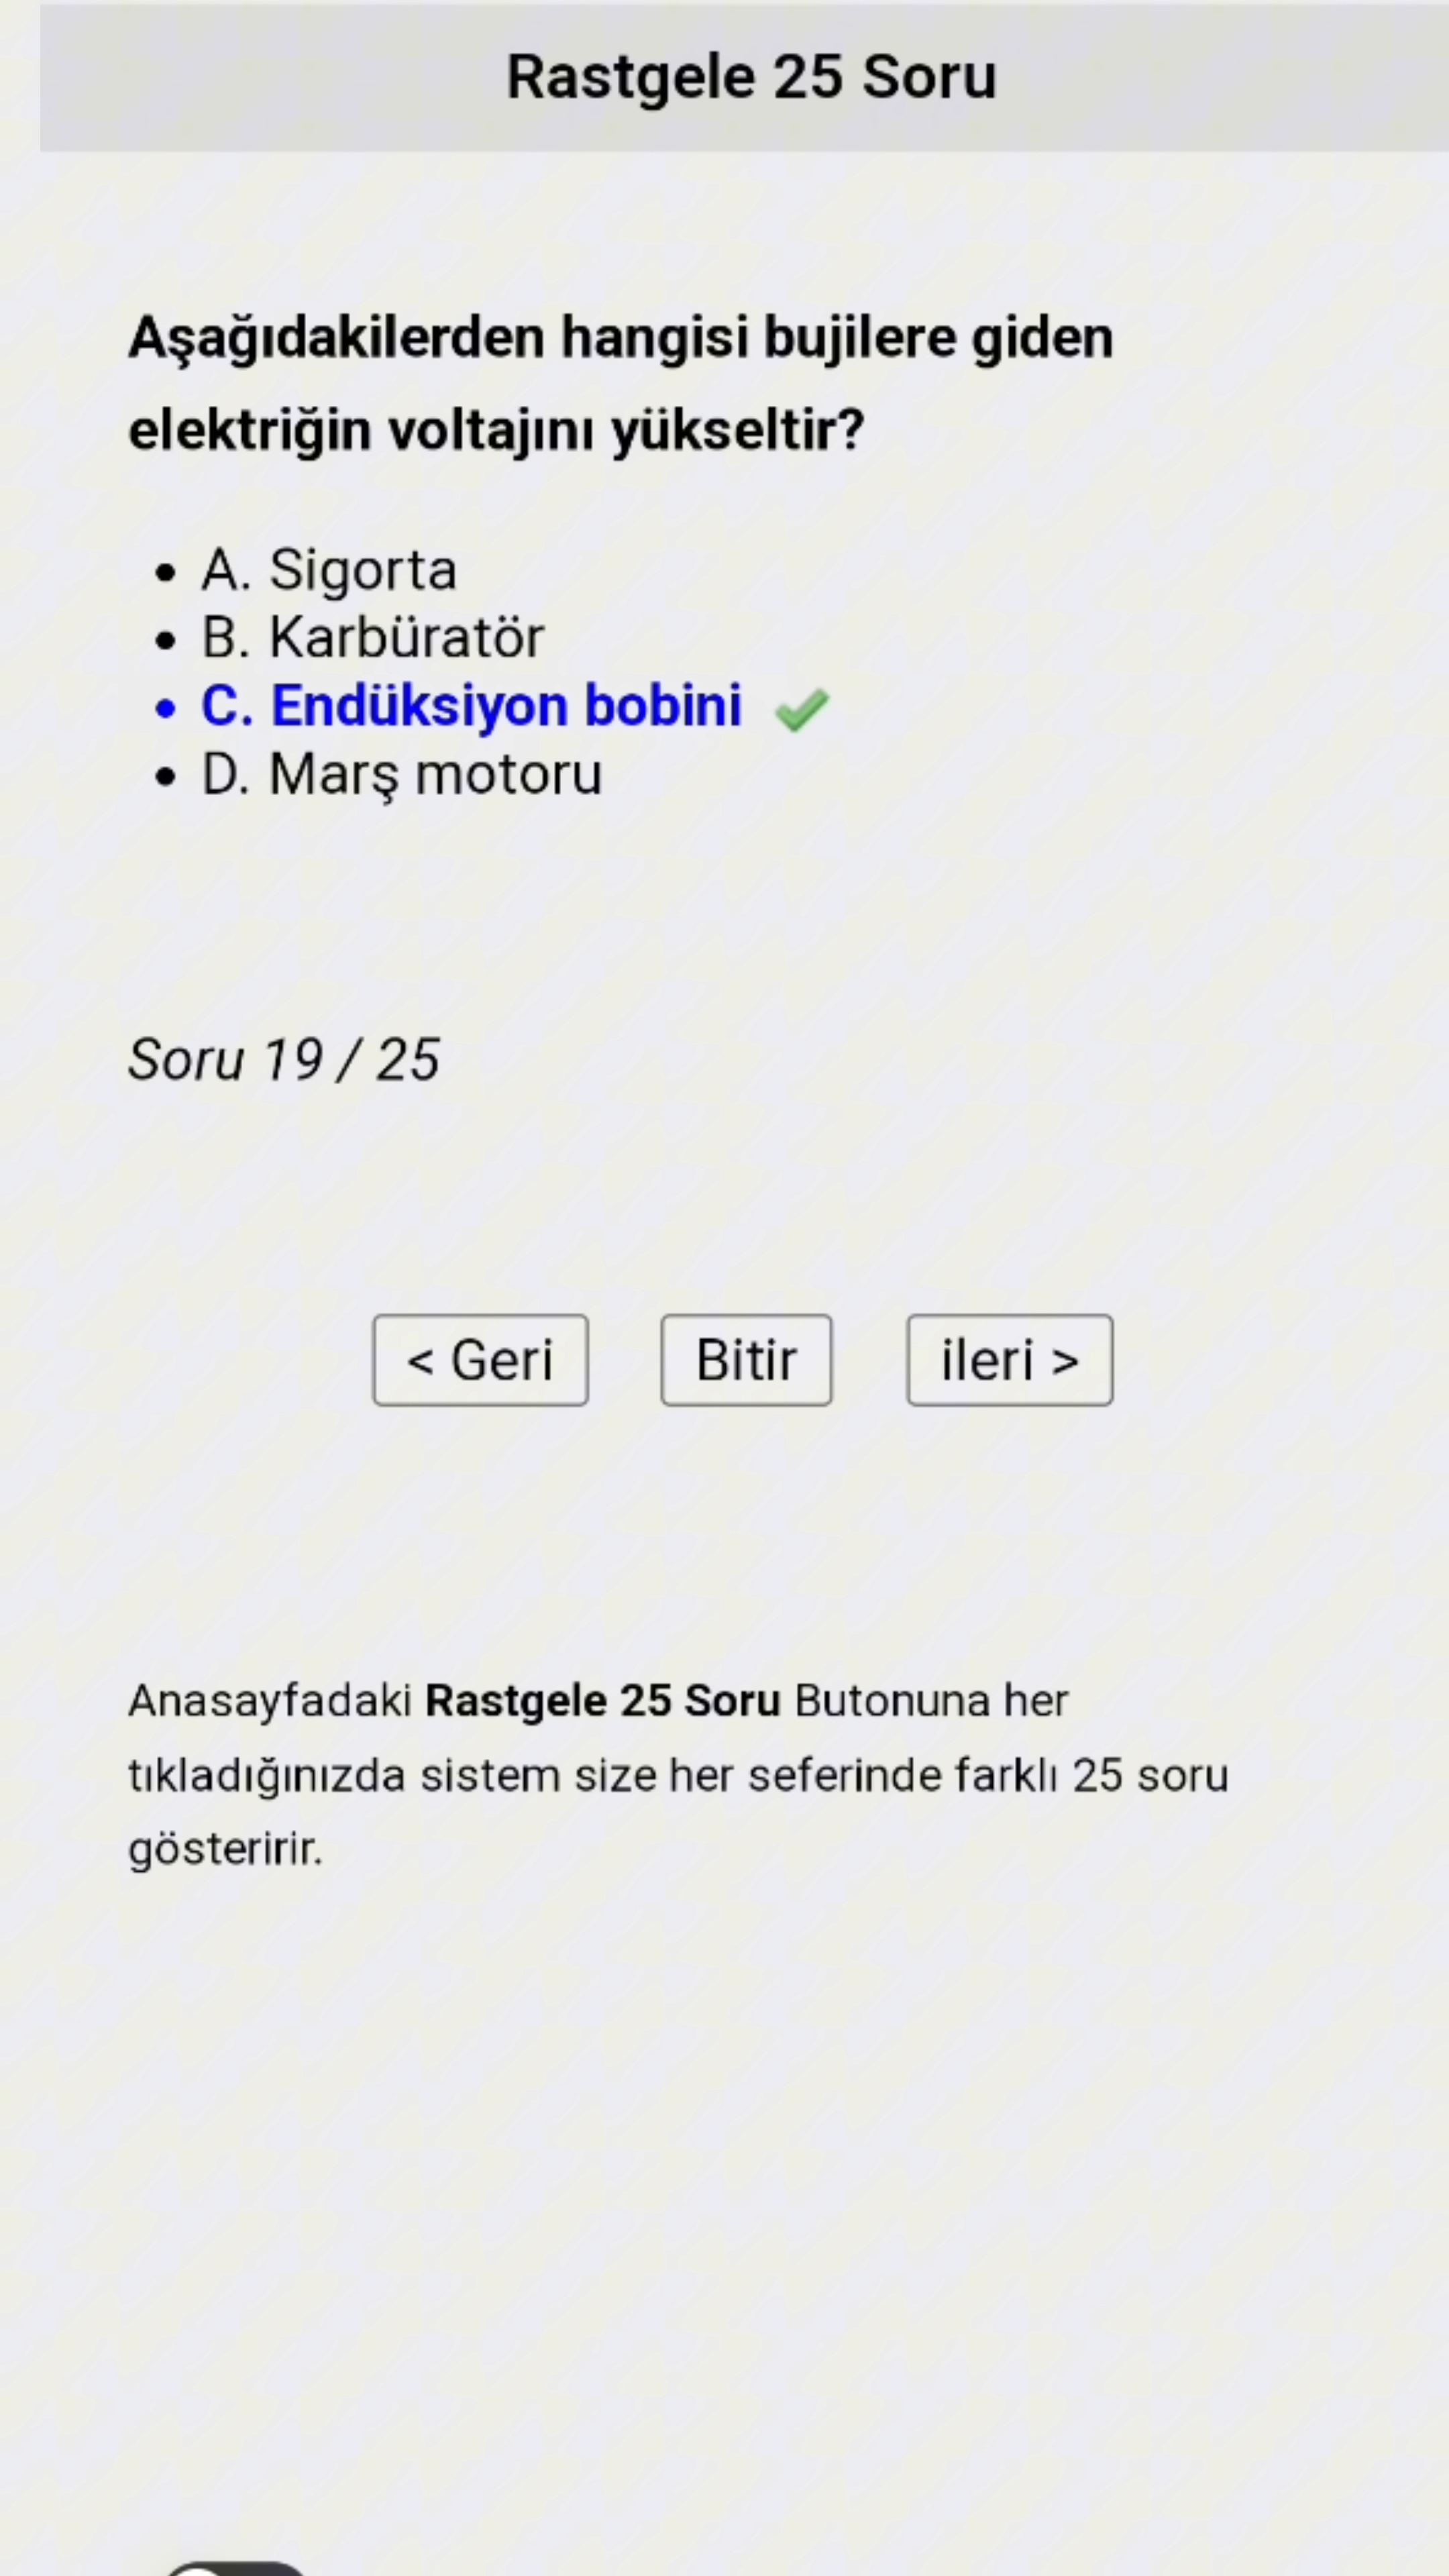 Rastgele 25 Soru
Aşağıdakilerden hangisi bujilere giden
elektriğin voltajını yükseltir?
• A. Sigorta
• B. Karbüratör
• C. Endüksiyon bobini ✔
• D. Marş motoru
Soru 19 / 25
< Geri   Bitir   ileri >
Anasayfadaki Rastgele 25 Soru Butonuna her
tıkladığınızda sistem size her seferinde farklı 25 soru
gösteririr.